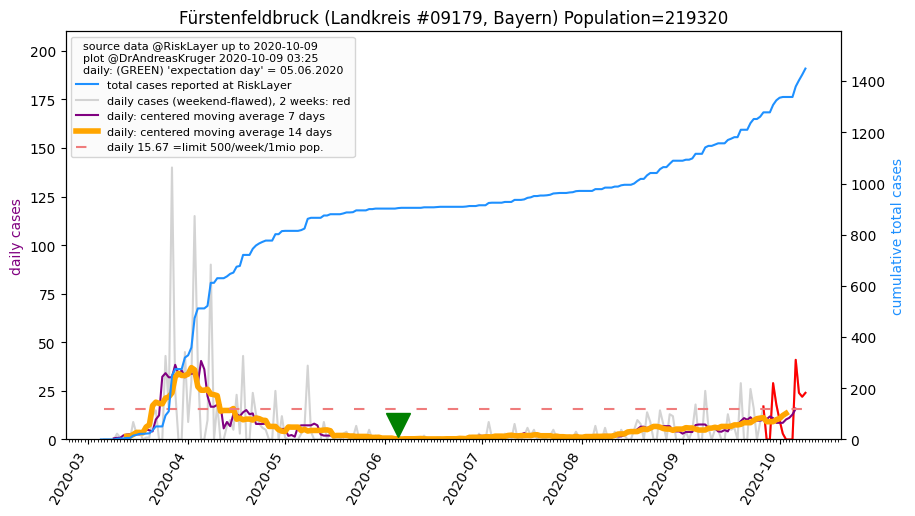 Fürstenfeldbruck (Landkreis #09179, Bayern) Population=219320
source data @RiskLayer up to 2020-10-09
plot @DrAndreasKruger 2020-10-09 03:25
daily: (GREEN) 'expectation day' = 05.06.2020
total cases reported at RiskLayer
daily cases (weekend-flawed), 2 weeks: red
daily: centered moving average 7 days
daily: centered moving average 14 days
daily 15.67 =limit 500/week/1mio pop.
daily cases
200
175
150
125
100
75
50
25
0
1400
1200
1000
800
600
400
200
0
cumulative total cases
2020-03
2020-04
2020-05
2020-06
2020-07
2020-08
2020-09
2020-10